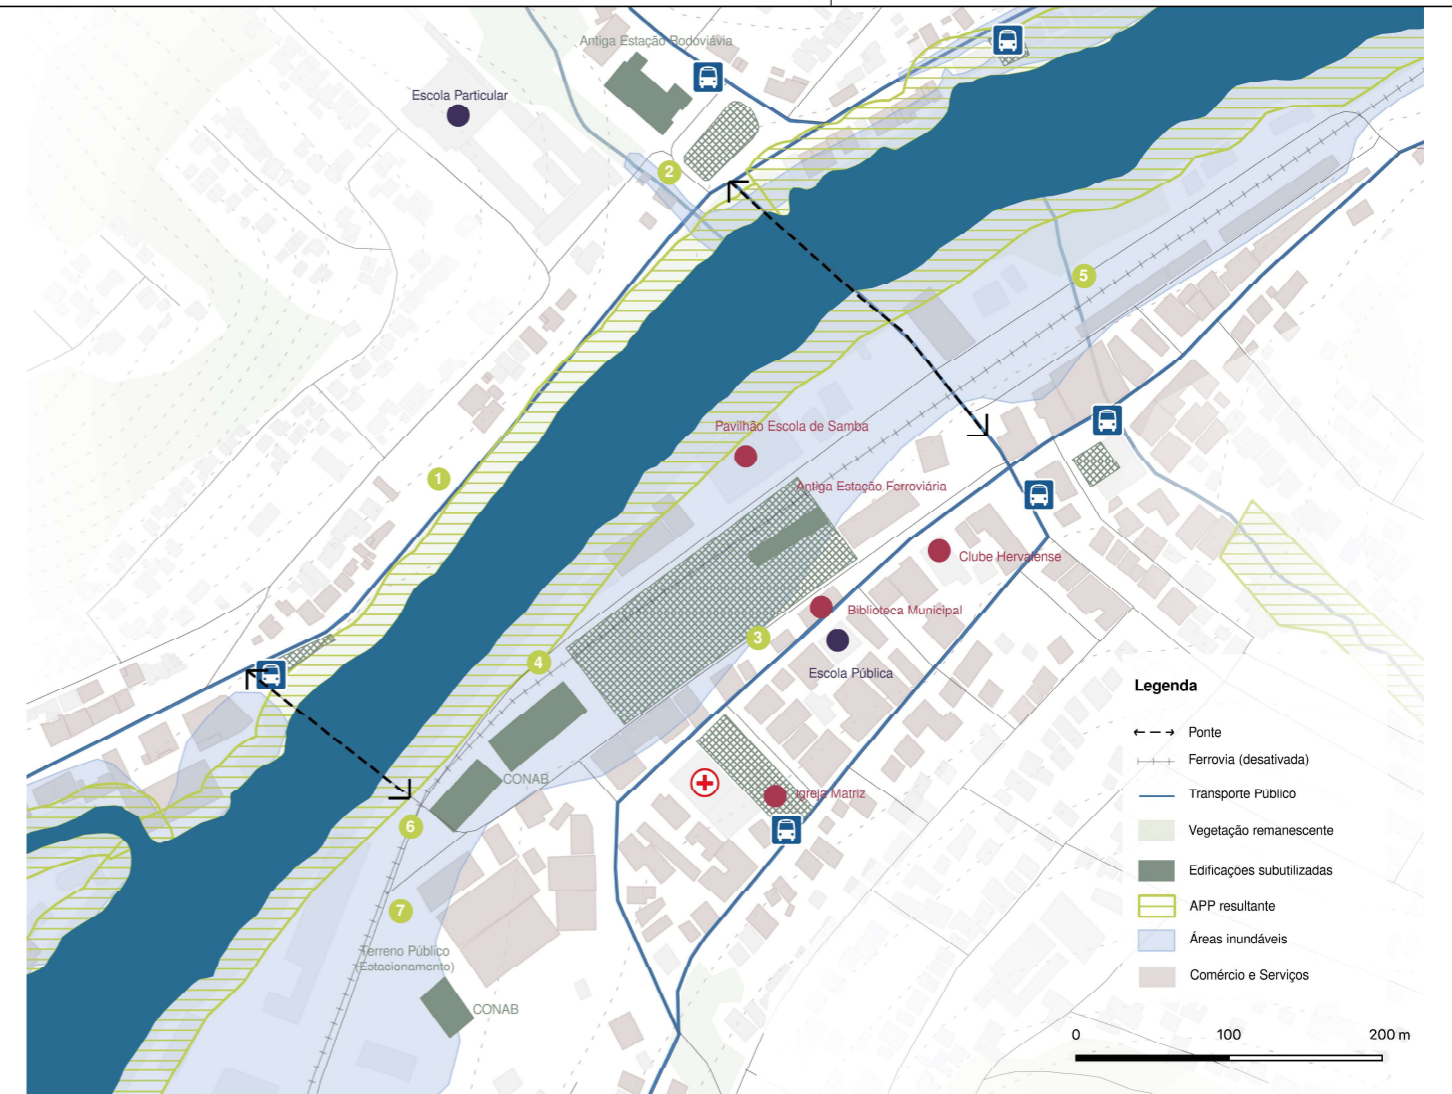 Antiga Estação Rodoviávia
Escola Particular
2
5
Pavilhão Escola de Samba
1
Antiga Estação Ferroviária
Clube Hervalense
Biblioteca Municipal
3
4
Escola Pública
CONAB
Igreja Matriz
6
7
Terreno Público
(Estacionamento)
CONAB
Legenda
Ponte
Ferrovia (desativada)
Transporte Público
Vegetação remanescente
Edificações subutilizadas
APP resultante
Áreas inundáveis
Comércio e Serviços
0 100 200 m